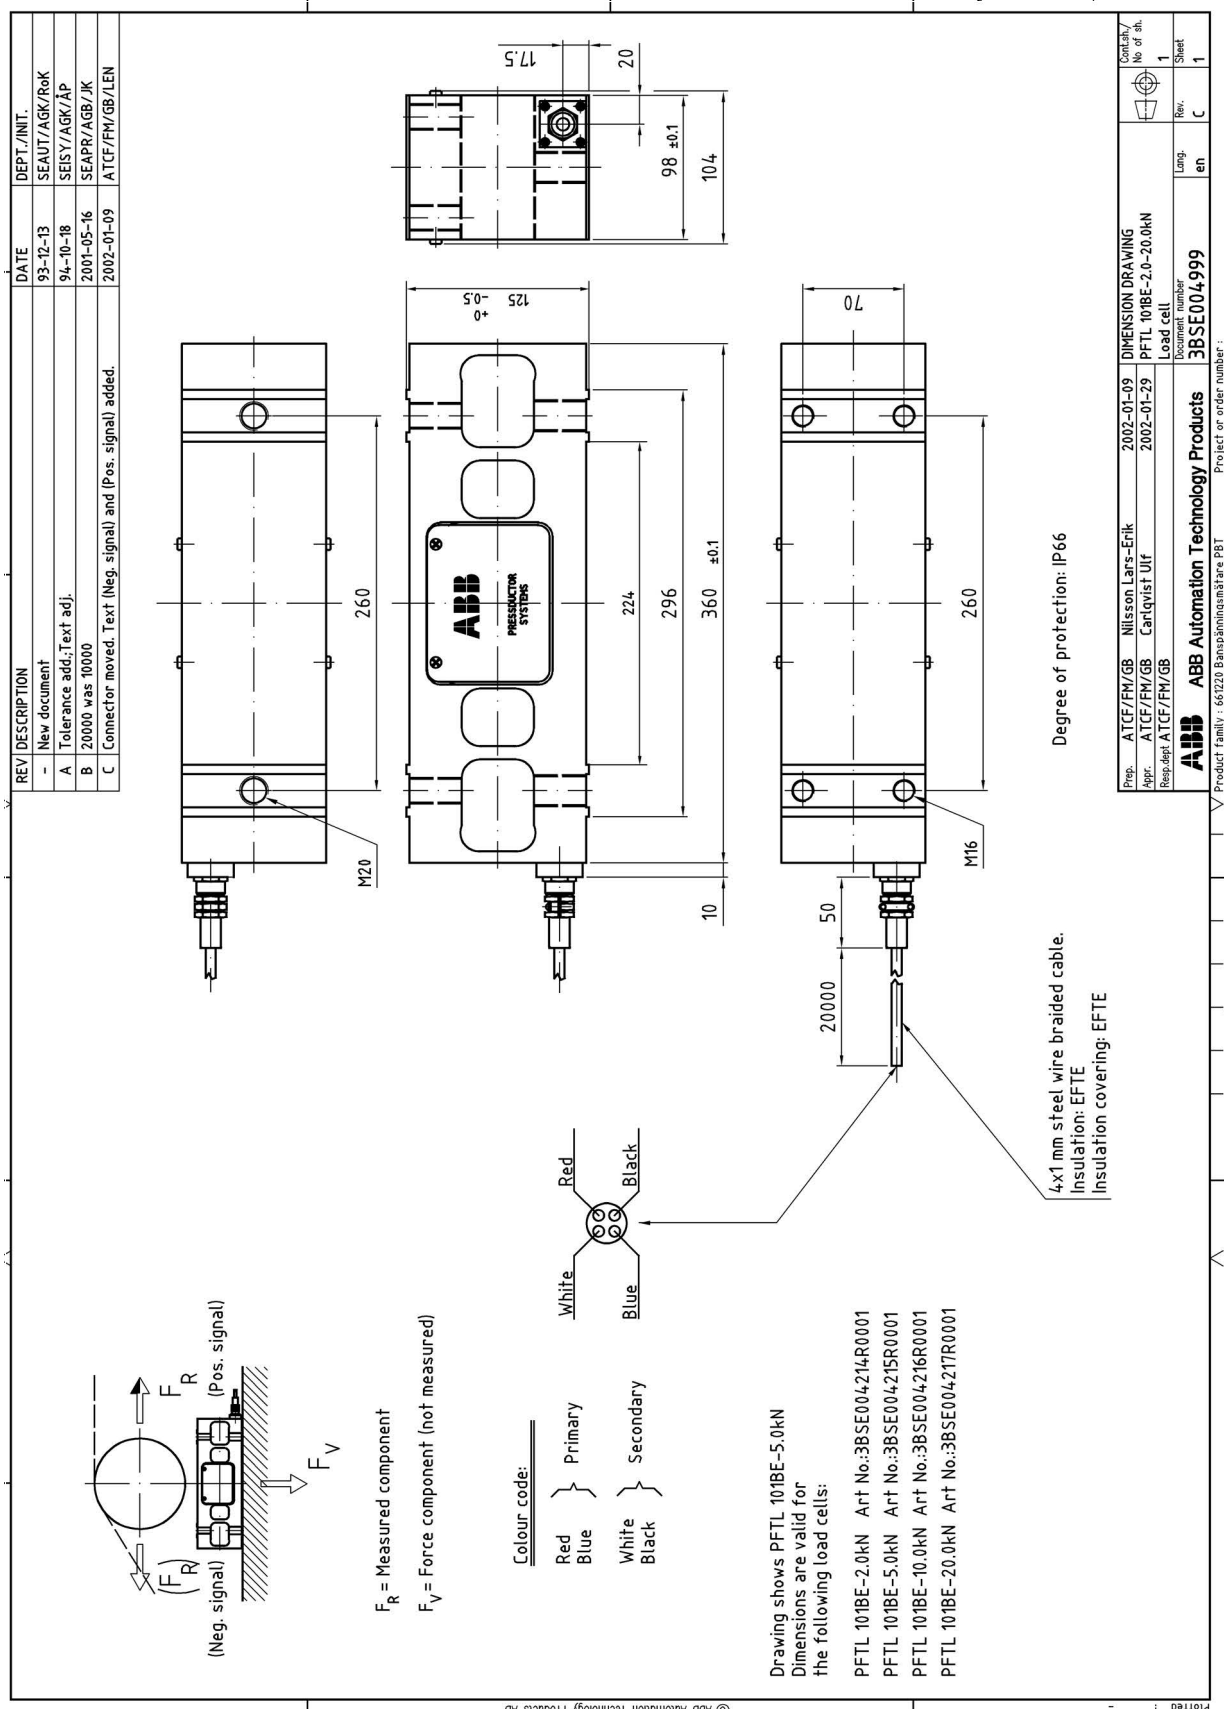 REV DESCRIPTION DATE DEPT./INIT.
- New document 93-12-13 SEAUT/AGK/RoK
A Tolerance add.;Text adj. 94-10-18 SEISY/AGK/ÅP
B 20000 was 10000 2001-05-16 SEAPR/AGB/JK
C Connector moved. Text (Neg. signal) and (Pos. signal) added. 2002-01-09 ATCF/FM/GB/LEN
(F_R)
F_R
(Neg. signal)
(Pos. signal)
F_V
F_R = Measured component
F_V = Force component (not measured)
M20
260
ABB
PRESSDUCTOR
SYSTEMS
10
224
296
360 ±0.1
125 +0 -0.5
17.5
20
98 ±0.1
104
Colour code:
Red
Blue
Primary
White
Black
Secondary
White
Red
Blue
Black
20000
50
M16
260
70
Drawing shows PFTL 101BE-5.0kN
Dimensions are valid for
the following load cells:
PFTL 101BE-2.0kN Art No.:3BSE004214R0001
PFTL 101BE-5.0kN Art No.:3BSE004215R0001
PFTL 101BE-10.0kN Art No.:3BSE004216R0001
PFTL 101BE-20.0kN Art No.:3BSE004217R0001
4x1 mm steel wire braided cable.
Insulation: EFTE
Insulation covering: EFTE
Degree of protection: IP66
Prep. ATCF/FM/GB Nilsson Lars-Erik 2002-01-09
Appr. ATCF/FM/GB Carlqvist Ulf 2002-01-29
Resp.dept ATCF/FM/GB
DIMENSION DRAWING
PFTL 101BE-2.0-20.0kN
Load cell
Cont.sh./
No of sh.
1
ABB ABB Automation Technology Products
Document number
3BSE004999
Lang.
en
Rev.
C
Sheet
1
Product family : 661220 Banspänningsmätare PBT Project or order number :